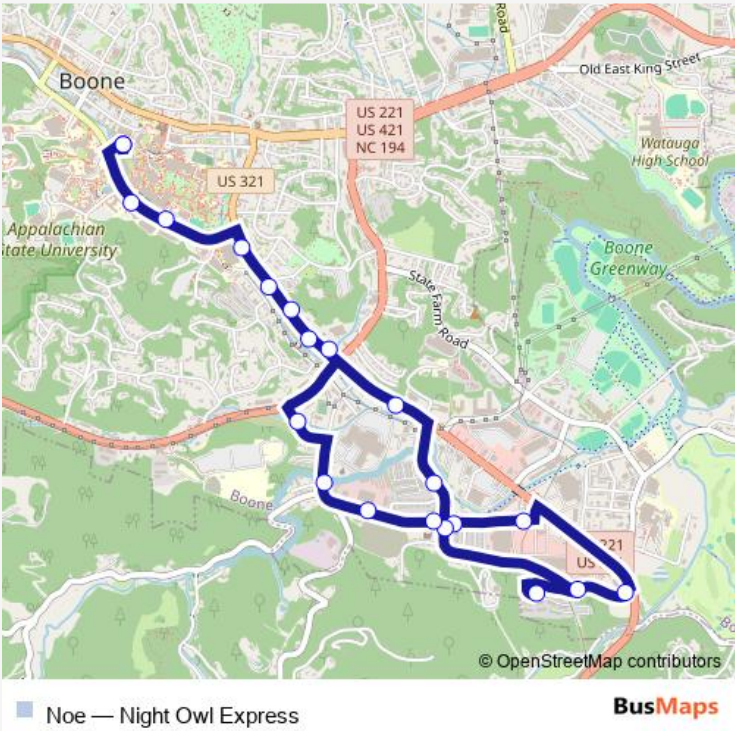 Road
Old East King Street
Boone
US 221
US 421
NC 194
Watauga
High School
US 321
Appalachian
State University
Boone
Greenway
State Farm
Road
Boone
221
US
© OpenStreetMap contributors
Noe — Night Owl Express
BusMaps